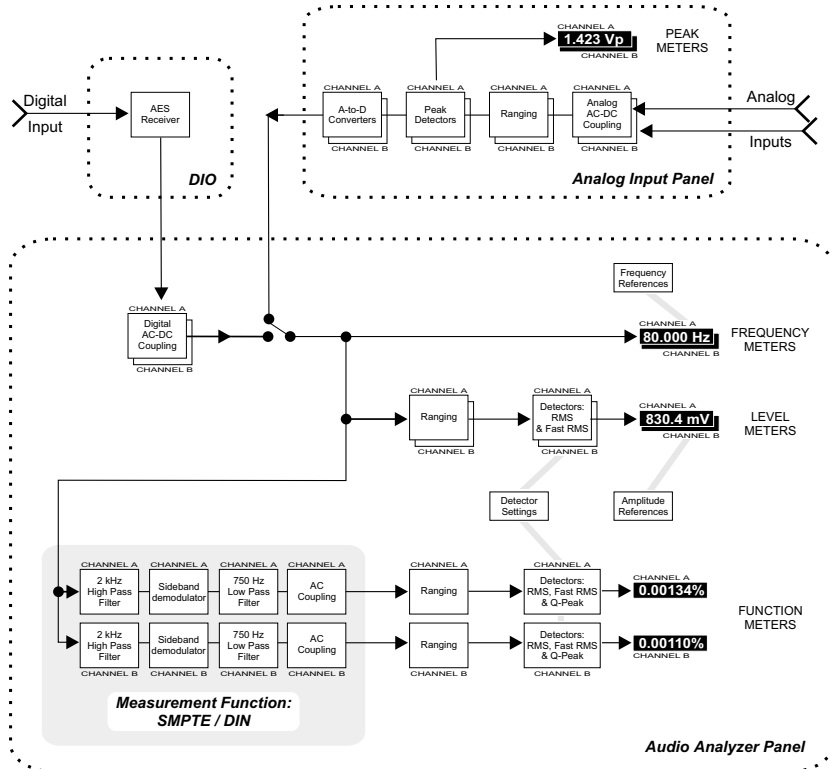 CHANNEL A
1.423 Vp
CHANNEL B
PEAK
METERS
Digital
Input
AES
Receiver
DIO
CHANNEL A
A-to-D
Converters
CHANNEL B
CHANNEL A
Peak
Detectors
CHANNEL B
CHANNEL A
Ranging
CHANNEL B
CHANNEL A
Analog
AC-DC
Coupling
CHANNEL B
Analog
Inputs
Analog Input Panel
Frequency
References
CHANNEL A
Digital
AC-DC
Coupling
CHANNEL B
CHANNEL A
80.000 Hz
CHANNEL B
FREQUENCY
METERS
CHANNEL A
Ranging
CHANNEL B
CHANNEL A
Detectors:
RMS
& Fast RMS
CHANNEL B
CHANNEL A
830.4 mV
CHANNEL B
LEVEL
METERS
Detector
Settings
Amplitude
References
CHANNEL A
2 kHz
High Pass
Filter
CHANNEL A
Sideband
demodulator
CHANNEL A
750 Hz
Low Pass
Filter
CHANNEL A
AC
Coupling
CHANNEL A
Ranging
CHANNEL A
Detectors:
RMS, Fast RMS
& Q-Peak
CHANNEL A
0.00134%
FUNCTION
METERS
2 kHz
High Pass
Filter
CHANNEL B
Sideband
demodulator
CHANNEL B
750 Hz
Low Pass
Filter
CHANNEL B
AC
Coupling
CHANNEL B
Ranging
CHANNEL B
Detectors:
RMS, Fast RMS
& Q-Peak
CHANNEL B
0.00110%
CHANNEL B
Measurement Function:
SMPTE / DIN
Audio Analyzer Panel